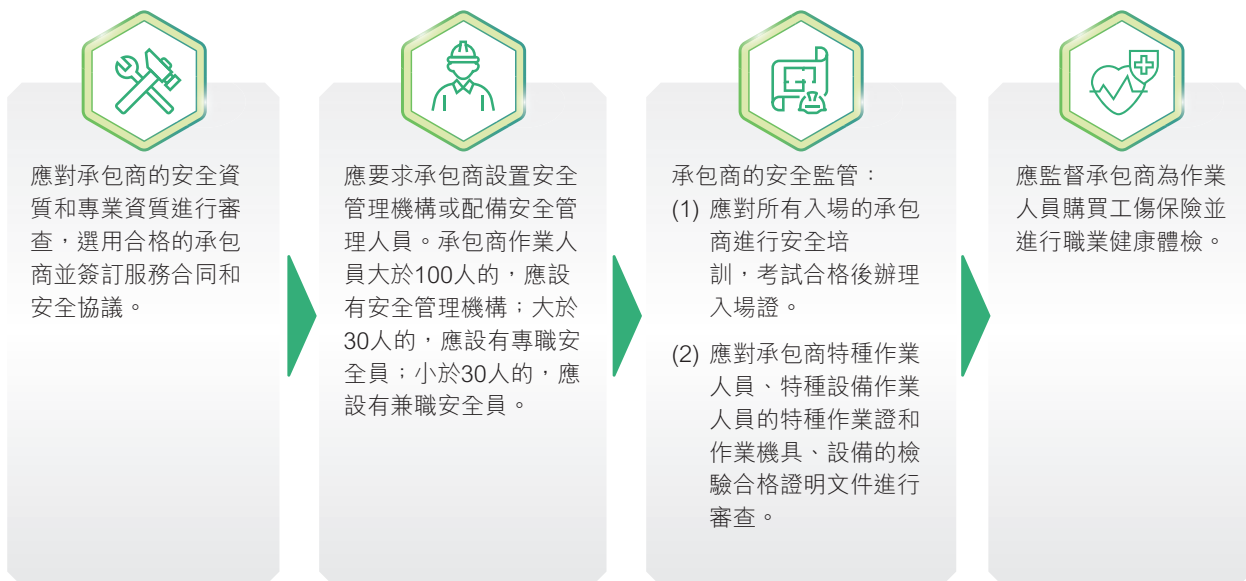 應對承包商的安全資
質和專業資質進行審
查，選用合格的承包
商並簽訂服務合同和
安全協議。
應要求承包商設置安全
管理機構或配備安全管
理人員。承包商作業人
員大於100人的，應設
有安全管理機構；大於
30人的，應設有專職安
全員；小於30人的，應
設有兼職安全員。
承包商的安全監管：
(1) 應對所有入場的承包
商進行安全培
訓，考試合格後辦理
入場證。
(2) 應對承包商特種作業
人員、特種設備作業
人員的特種作業證和
作業機具、設備的檢
驗合格證明文件進行
審查。
應監督承包商為作業
人員購買工傷保險並
進行職業健康體檢。